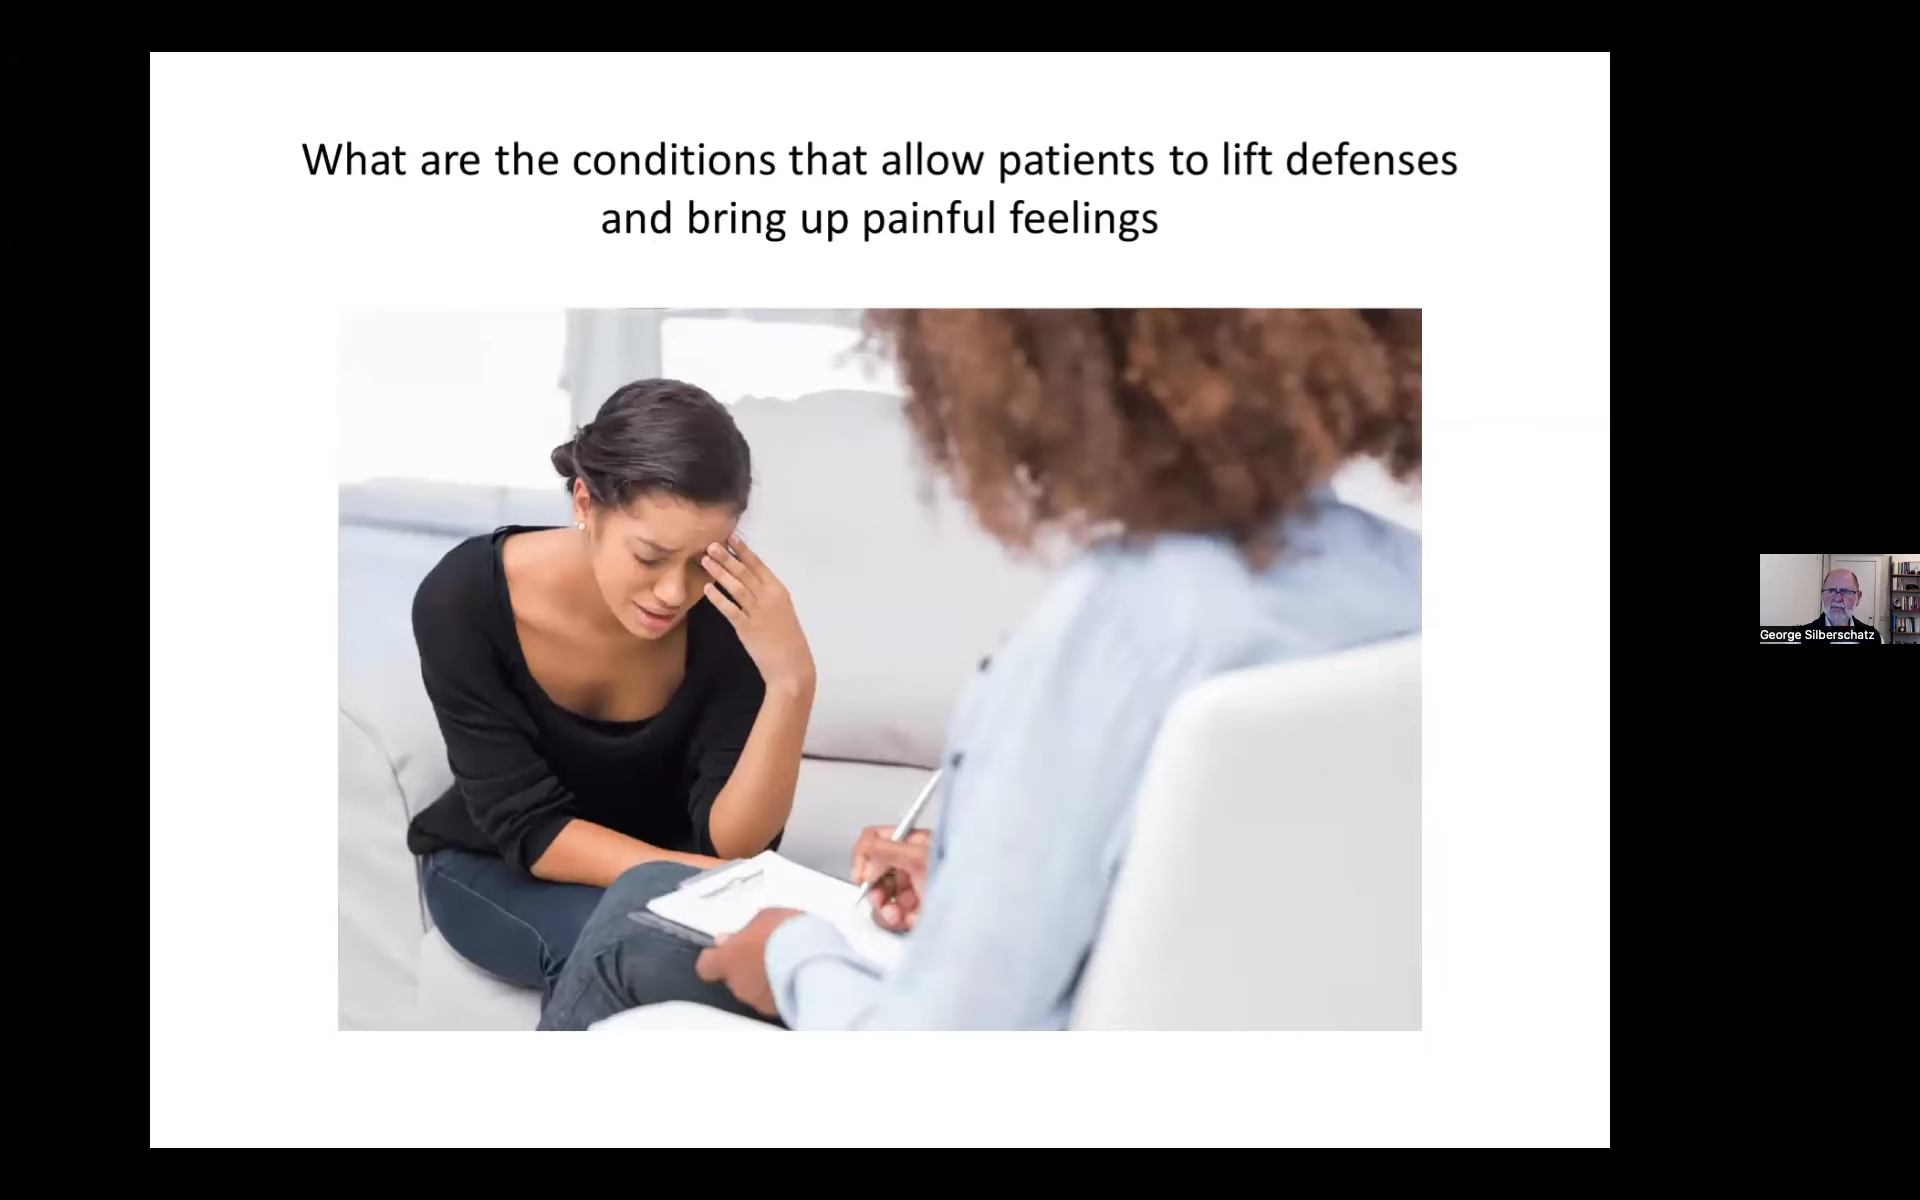 What are the conditions that allow patients to lift defenses
and bring up painful feelings
George Silberschatz